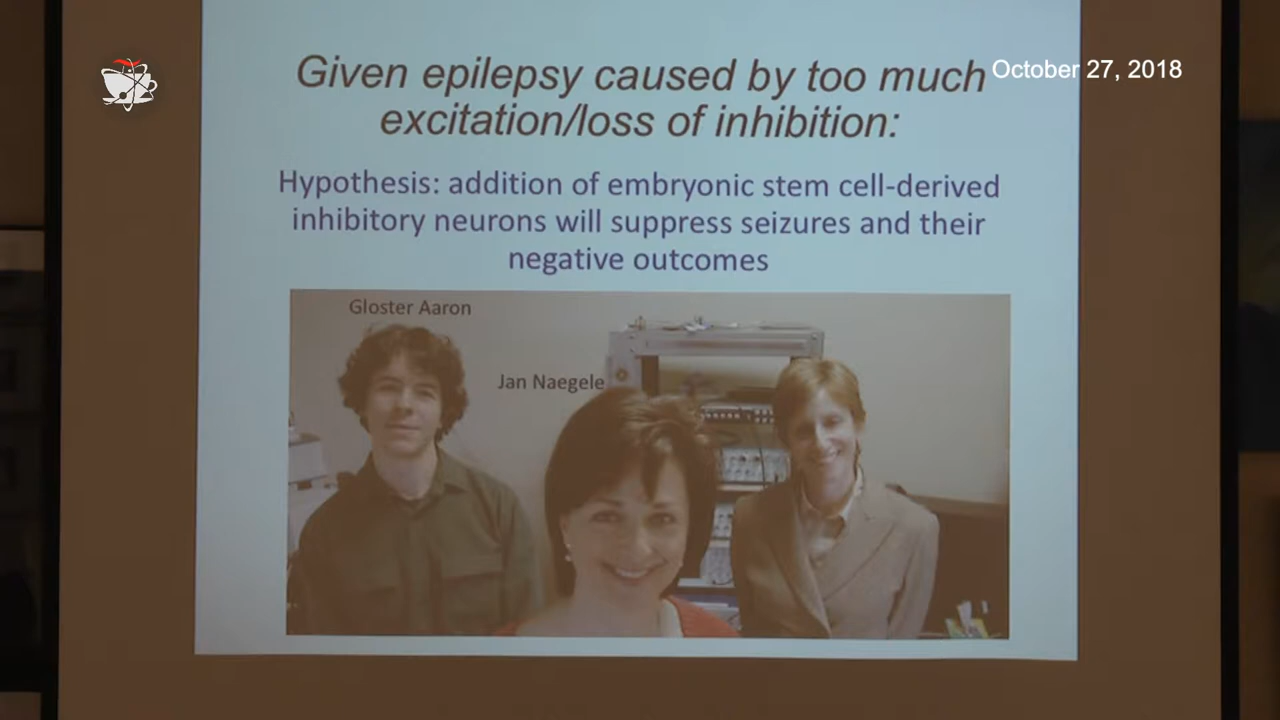 Given epilepsy caused by too much
October 27, 2018
excitation/loss of inhibition:
Hypothesis: addition of embryonic stem cell-derived
inhibitory neurons will suppress seizures and their
negative outcomes
Gloster Aaron
Jan Naegele